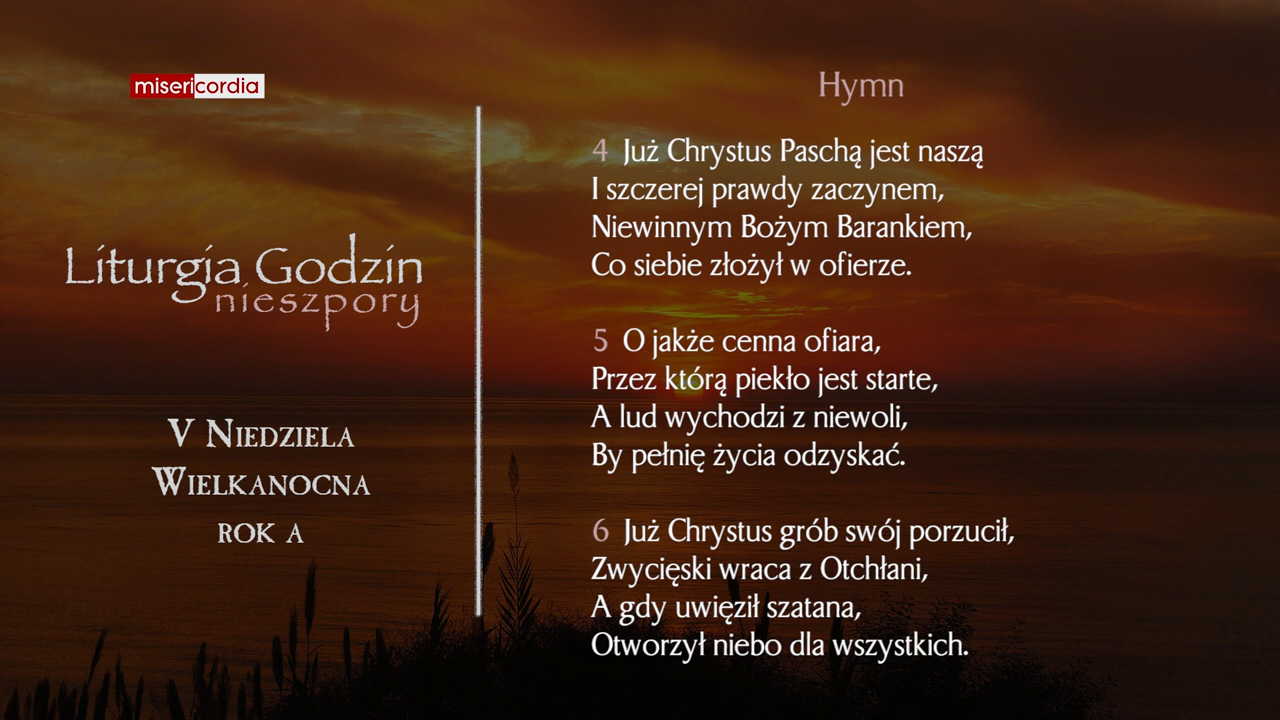 misericordia
Liturgia Godzin
nieszpory
V Niedziela
Wielkanocna
rok a
Hymn
4 Już Chrystus Paschą jest naszą
I szczerej prawdy zaczynem,
Niewinnym Bożym Barankiem,
Co siebie złożył w ofierze.
5 O jakże cenna ofiara,
Przez którą piekło jest starte,
A lud wychodzi z niewoli,
By pełnię życia odzyskać.
6 Już Chrystus grób swój porzucił,
Zwycięski wraca z Otchłani,
A gdy uwięził szatana,
Otworzył niebo dla wszystkich.